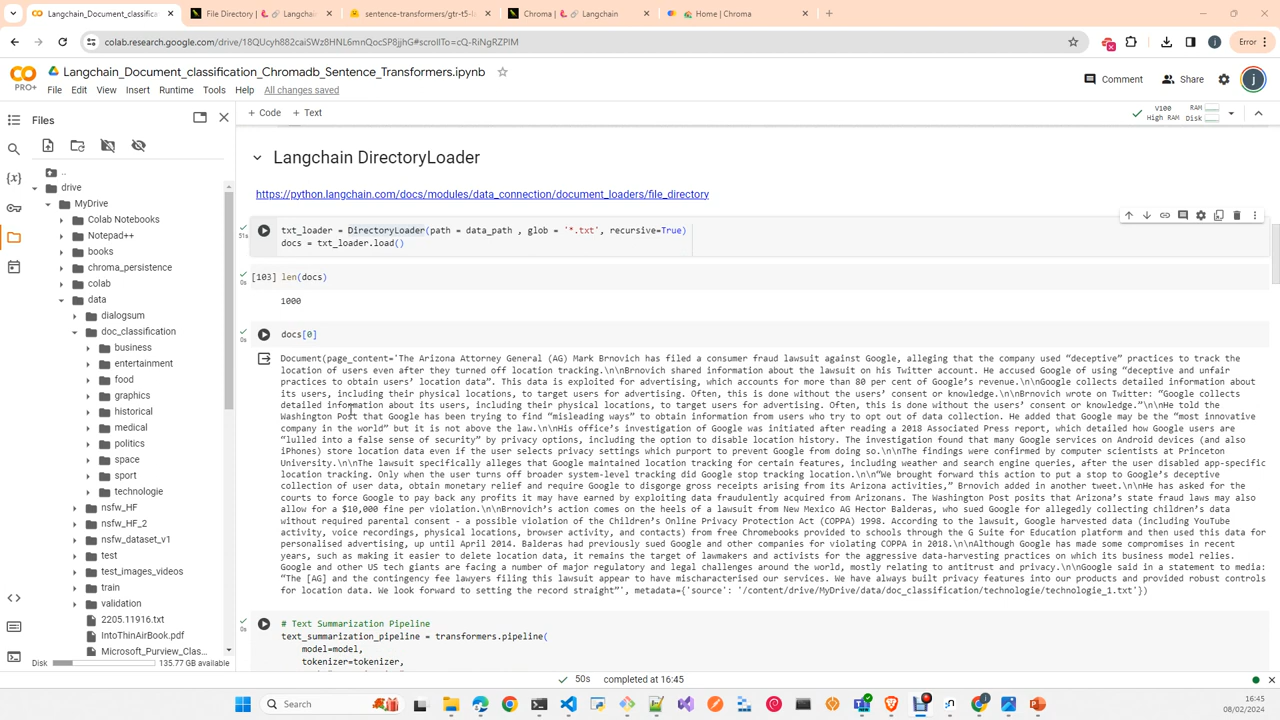 Langchain_Document_classific
File Directory | 🦜️🔗 Langchain
sentence-transformers/gtr-t5-l
Chroma | 🦜️🔗 Langchain
Home | Chroma
colab.research.google.com/drive/18QUcyh882caiSWz8HNL6mnQocSP8jjhG#scrollTo=cQ-RiNgRZPlM
Error
PRO+
Langchain_Document_classification_Chromadb_Sentence_Transformers.ipynb
Comment
Share
File Edit View Insert Runtime Tools Help All changes saved
Files
+ Code + Text
V100 High RAM
RAM
Disk
..
drive
MyDrive
Colab Notebooks
Notepad++
books
chroma_persistence
colab
data
dialogsum
doc_classification
business
entertainment
food
graphics
historical
medical
politics
space
sport
technologie
nsfw_HF
nsfw_HF_2
nsfw_dataset_v1
test
test_images_videos
train
validation
2205.11916.txt
IntoThinAirBook.pdf
Microsoft_Purview_Clas...
Disk 135.77 GB available
Langchain DirectoryLoader
https://python.langchain.com/docs/modules/data_connection/document_loaders/file_directory
51s
txt_loader = DirectoryLoader(path = data_path , glob = '*.txt', recursive=True)
docs = txt_loader.load()
0s
[103] len(docs)
1000
0s
docs[0]
Document(page_content='The Arizona Attorney General (AG) Mark Brnovich has filed a consumer fraud lawsuit against Google, alleging that the company used “deceptive” practices to track the
location of users even after they turned off location tracking.\n\nBrnovich shared information about the lawsuit on his Twitter account. He accused Google of using “deceptive and unfair
practices to obtain users’ location data”. This data is exploited for advertising, which accounts for more than 80 per cent of Google’s revenue.\n\nGoogle collects detailed information about
its users, including their physical locations, to target users for advertising. Often, this is done without the users’ consent or knowledge.\n\nBrnovich wrote on Twitter: “Google collects
detailed information about its users, including their physical locations, to target users for advertising. Often, this is done without the users’ consent or knowledge.”\n\nHe told the
Washington Post that Google has been trying to find “misleading ways” to obtain information from users who try to opt out of data collection. He added that Google may be the “most innovative
company in the world” but it is not above the law.\n\nHis office’s investigation of Google was initiated after reading a 2018 Associated Press report, which detailed how Google users are
“lulled into a false sense of security” by privacy options, including the option to disable location history. The investigation found that many Google services on Android devices (and also
iPhones) store location data even if the user selects privacy settings which purport to prevent Google from doing so.\n\nThe findings were confirmed by computer scientists at Princeton
University.\n\nThe lawsuit specifically alleges that Google maintained location tracking for certain features, including weather and search engine queries, after the user disabled app-specific
location tracking. Only when the user turns off broader system-level tracking did Google stop tracking location.\n\n“We brought forward this action to put a stop to Google’s deceptive
collection of user data, obtain monetary relief and require Google to disgorge gross receipts arising from its Arizona activities,” Brnovich added in another tweet.\n\nHe has asked for the
courts to force Google to pay back any profits it may have earned by exploiting data fraudulently acquired from Arizonans. The Washington Post posits that Arizona’s state fraud laws may also
allow for a $10,000 fine per violation.\n\nBrnovich’s action comes on the heels of a lawsuit from New Mexico AG Hector Balderas, who sued Google for allegedly collecting children’s data
without required parental consent - a possible violation of the Children’s Online Privacy Protection Act (COPPA) 1998. According to the lawsuit, Google harvested data (including YouTube
activity, voice recordings, physical locations, browser activity, and contacts) from free Chromebooks provided to schools through the G Suite for Education platform and then used this data for
personalised advertising, up until April 2014. Balderas had previously sued Google and other companies for violating COPPA in 2018.\n\nAlthough Google has made some compromises in recent
years, such as making it easier to delete location data, it remains the target of lawmakers and activists for the aggressive data-harvesting practices on which its business model relies.
Google and other US tech giants are facing a number of major regulatory and legal challenges around the world, mostly relating to antitrust and privacy.\n\nGoogle said in a statement to media:
“The [AG] and the contingency fee lawyers filing this lawsuit appear to have mischaracterised our services. We have always built privacy features into our products and provided robust controls
for location data. We look forward to setting the record straight”', metadata={'source': '/content/drive/MyDrive/data/doc_classification/technologie/technologie_1.txt'})
0s
# Text Summarization Pipeline
text_summarization_pipeline = transformers.pipeline(
model=model,
tokenizer=tokenizer,
50s completed at 16:45
Search
16:45
08/02/2024